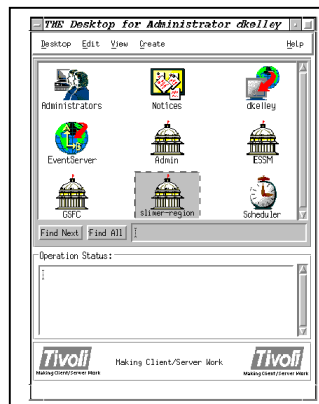 THE Desktop for Administrator dkelley
Desktop Edit View Create Help
Administrators Notices dkelley
EventServer Admin ESSM
GSFC slimer-region Scheduler
Find Next Find All
Operation Status:
Tivoli Making Client/Server Work Tivoli
Making Client/Server Work Making Client/Server Work